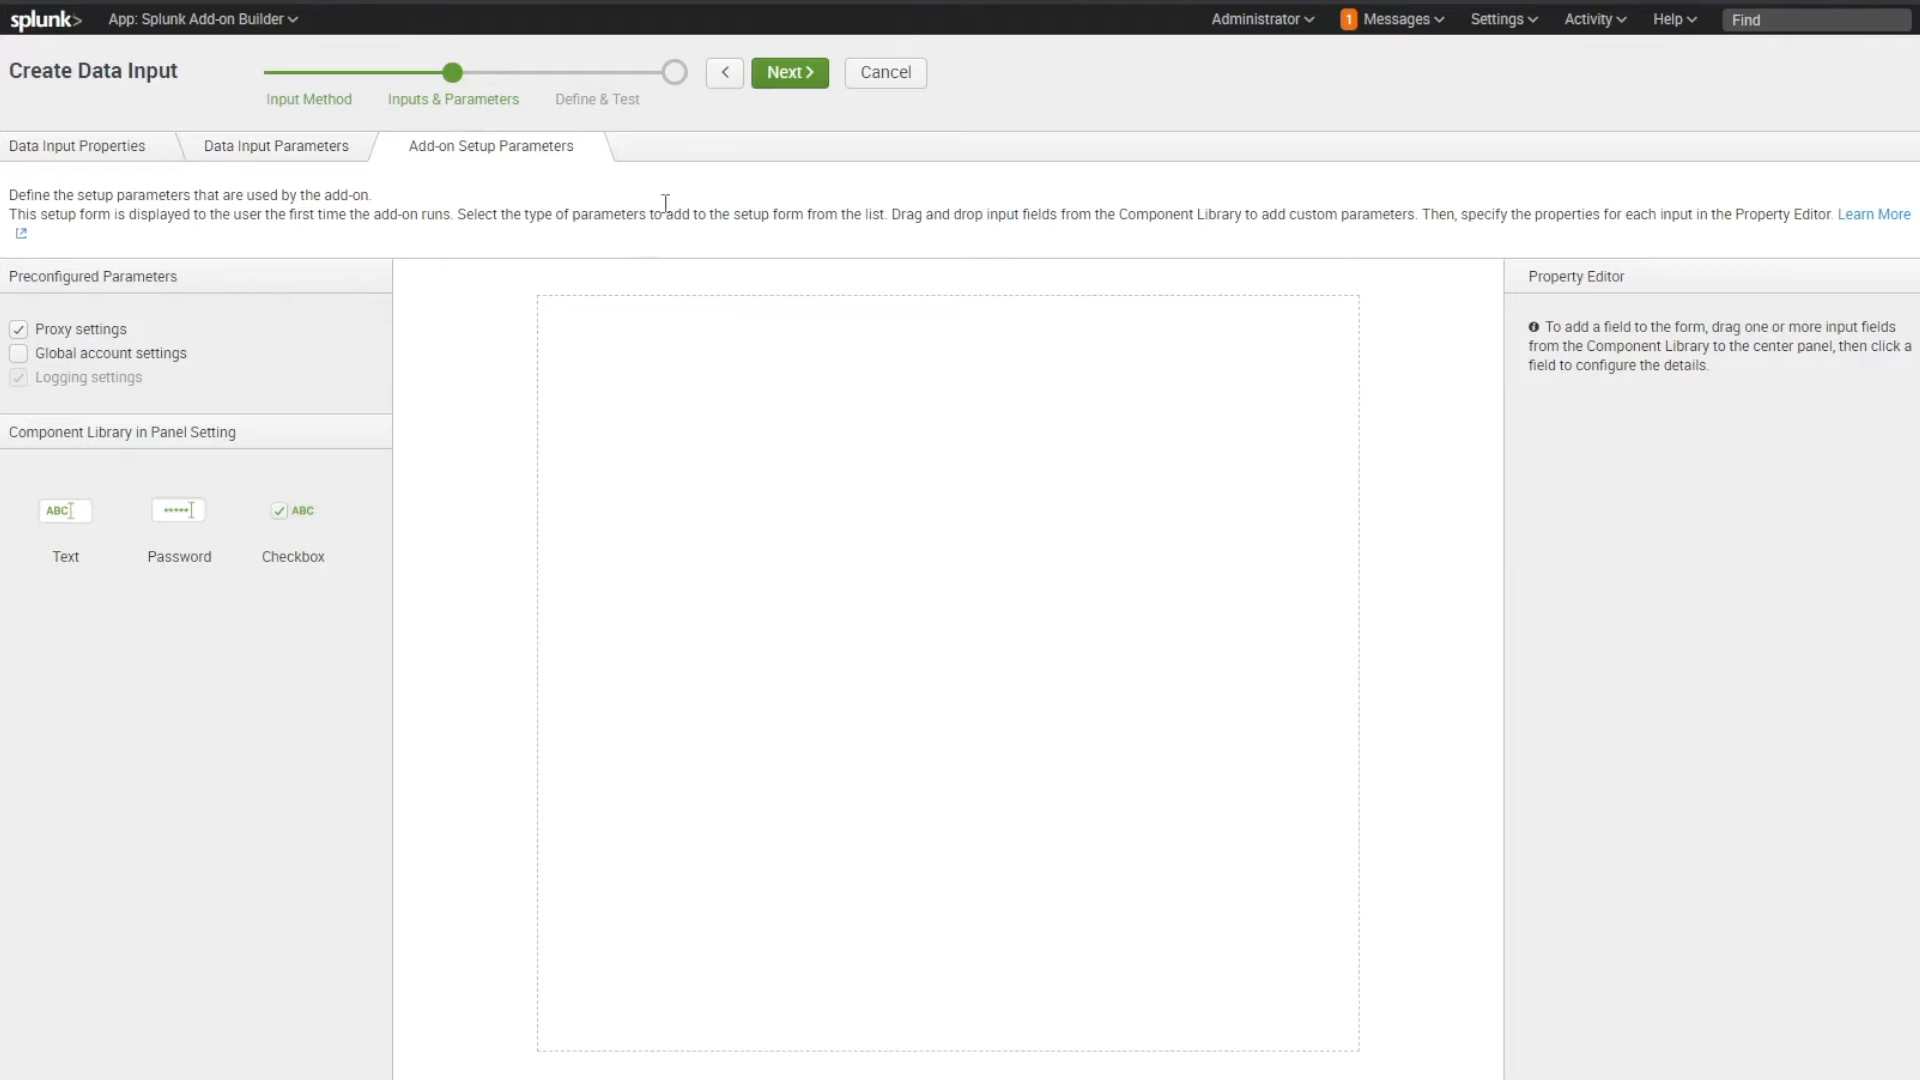 splunk> App: Splunk Add-on Builder Administrator 1 Messages Settings Activity Help Find
Create Data Input
Next Cancel
Input Method Inputs & Parameters Define & Test
Data Input Properties Data Input Parameters Add-on Setup Parameters
Define the setup parameters that are used by the add-on.
This setup form is displayed to the user the first time the add-on runs. Select the type of parameters to add to the setup form from the list. Drag and drop input fields from the Component Library to add custom parameters. Then, specify the properties for each input in the Property Editor. Learn More
Preconfigured Parameters
Proxy settings
Global account settings
Logging settings
Component Library in Panel Setting
ABC ***** ABC
Text Password Checkbox
Property Editor
To add a field to the form, drag one or more input fields
from the Component Library to the center panel, then click a
field to configure the details.